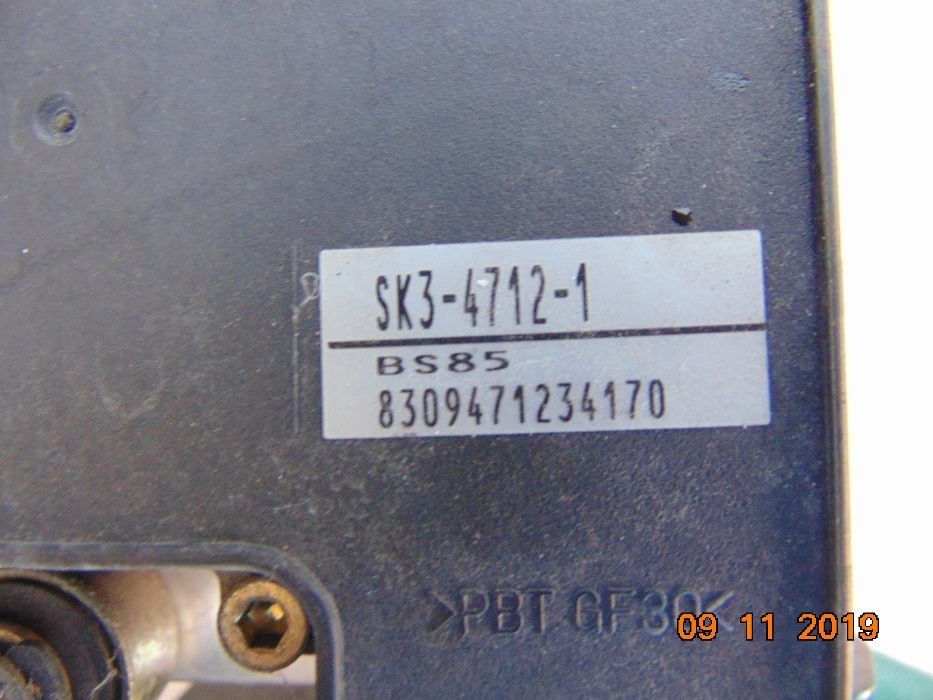 SK3-4712-1
BS85
8309471234170
>PBT GF30<
09 11 2019